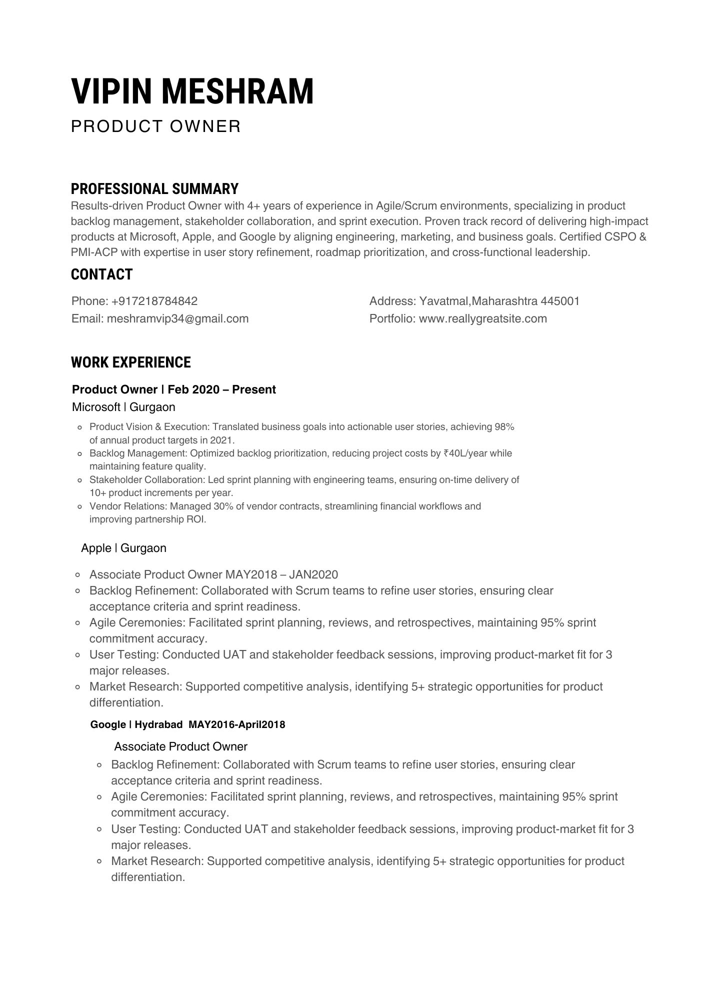 VIPIN MESHRAM
PRODUCT OWNER
PROFESSIONAL SUMMARY
Results-driven Product Owner with 4+ years of experience in Agile/Scrum environments, specializing in product
backlog management, stakeholder collaboration, and sprint execution. Proven track record of delivering high-impact
products at Microsoft, Apple, and Google by aligning engineering, marketing, and business goals. Certified CSPO &
PMI-ACP with expertise in user story refinement, roadmap prioritization, and cross-functional leadership.
CONTACT
Phone: +917218784842
Email: meshramvip34@gmail.com
Address: Yavatmal,Maharashtra 445001
Portfolio: www.reallygreatsite.com
WORK EXPERIENCE
Product Owner | Feb 2020 – Present
Microsoft | Gurgaon
Product Vision & Execution: Translated business goals into actionable user stories, achieving 98%
of annual product targets in 2021.
Backlog Management: Optimized backlog prioritization, reducing project costs by ₹40L/year while
maintaining feature quality.
Stakeholder Collaboration: Led sprint planning with engineering teams, ensuring on-time delivery of
10+ product increments per year.
Vendor Relations: Managed 30% of vendor contracts, streamlining financial workflows and
improving partnership ROI.
Apple | Gurgaon
Associate Product Owner MAY2018 – JAN2020
Backlog Refinement: Collaborated with Scrum teams to refine user stories, ensuring clear
acceptance criteria and sprint readiness.
Agile Ceremonies: Facilitated sprint planning, reviews, and retrospectives, maintaining 95% sprint
commitment accuracy.
User Testing: Conducted UAT and stakeholder feedback sessions, improving product-market fit for 3
major releases.
Market Research: Supported competitive analysis, identifying 5+ strategic opportunities for product
differentiation.
Google | Hydrabad MAY2016-April2018
Associate Product Owner
Backlog Refinement: Collaborated with Scrum teams to refine user stories, ensuring clear
acceptance criteria and sprint readiness.
Agile Ceremonies: Facilitated sprint planning, reviews, and retrospectives, maintaining 95% sprint
commitment accuracy.
User Testing: Conducted UAT and stakeholder feedback sessions, improving product-market fit for 3
major releases.
Market Research: Supported competitive analysis, identifying 5+ strategic opportunities for product
differentiation.